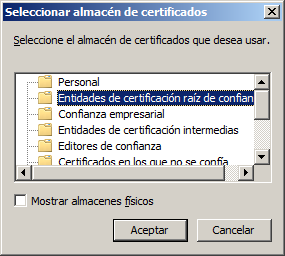 Seleccionar almacén de certificados
Seleccione el almacén de certificados que desea usar.
Personal
Entidades de certificación raíz de confian
Confianza empresarial
Entidades de certificación intermedias
Editores de confianza
Certificados en los que no se confía
Mostrar almacenes físicos
Aceptar
Cancelar